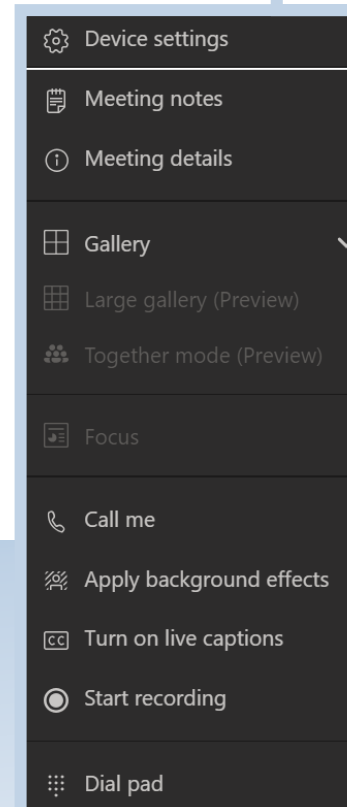 Device settings
Meeting notes
Meeting details
Gallery
Large gallery (Preview)
Together mode (Preview)
Focus
Call me
Apply background effects
CC Turn on live captions
Start recording
Dial pad